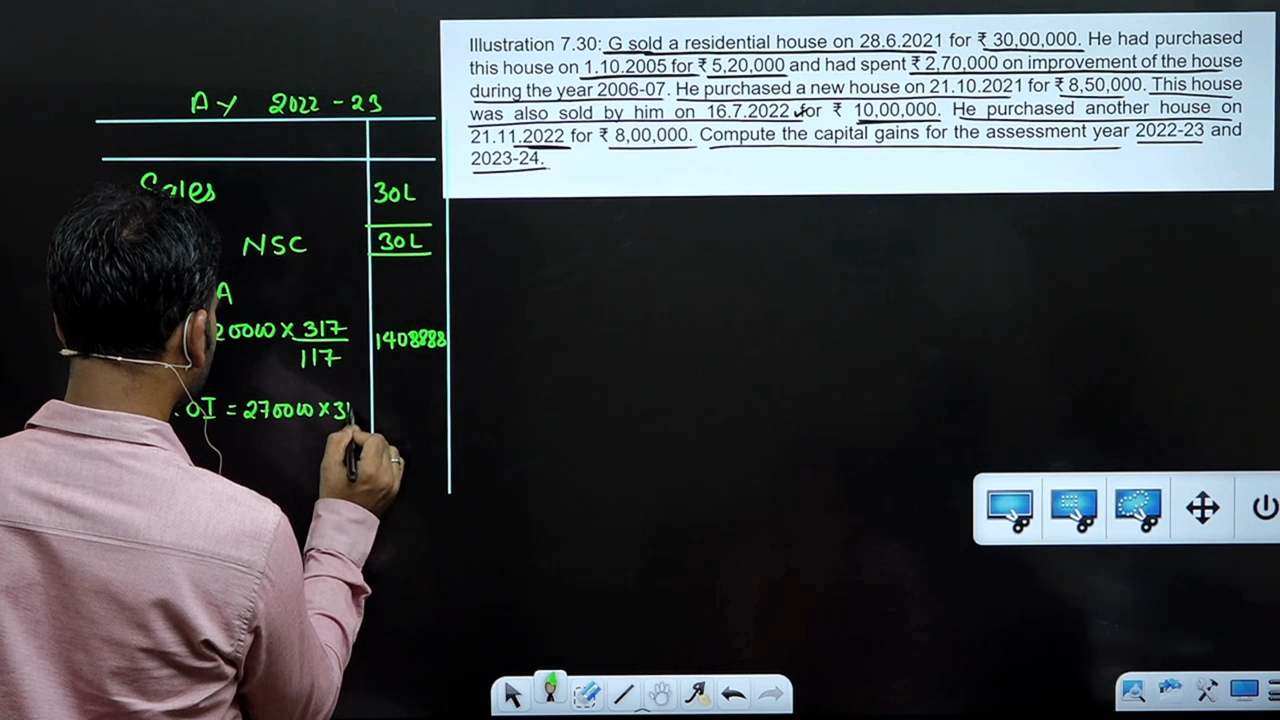 Illustration 7.30: G sold a residential house on 28.6.2021 for ₹ 30,00,000. He had purchased
this house on 1.10.2005 for ₹ 5,20,000 and had spent ₹ 2,70,000 on improvement of the house
during the year 2006-07. He purchased a new house on 21.10.2021 for ₹ 8,50,000. This house
was also sold by him on 16.7.2022 for ₹ 10,00,000. He purchased another house on
21.11.2022 for ₹ 8,00,000. Compute the capital gains for the assessment year 2022-23 and
2023-24.
A Y 2022-23
Sales 30L
NSC 30L
A
20000 × 317/117 1408888
OI = 270000 × 31